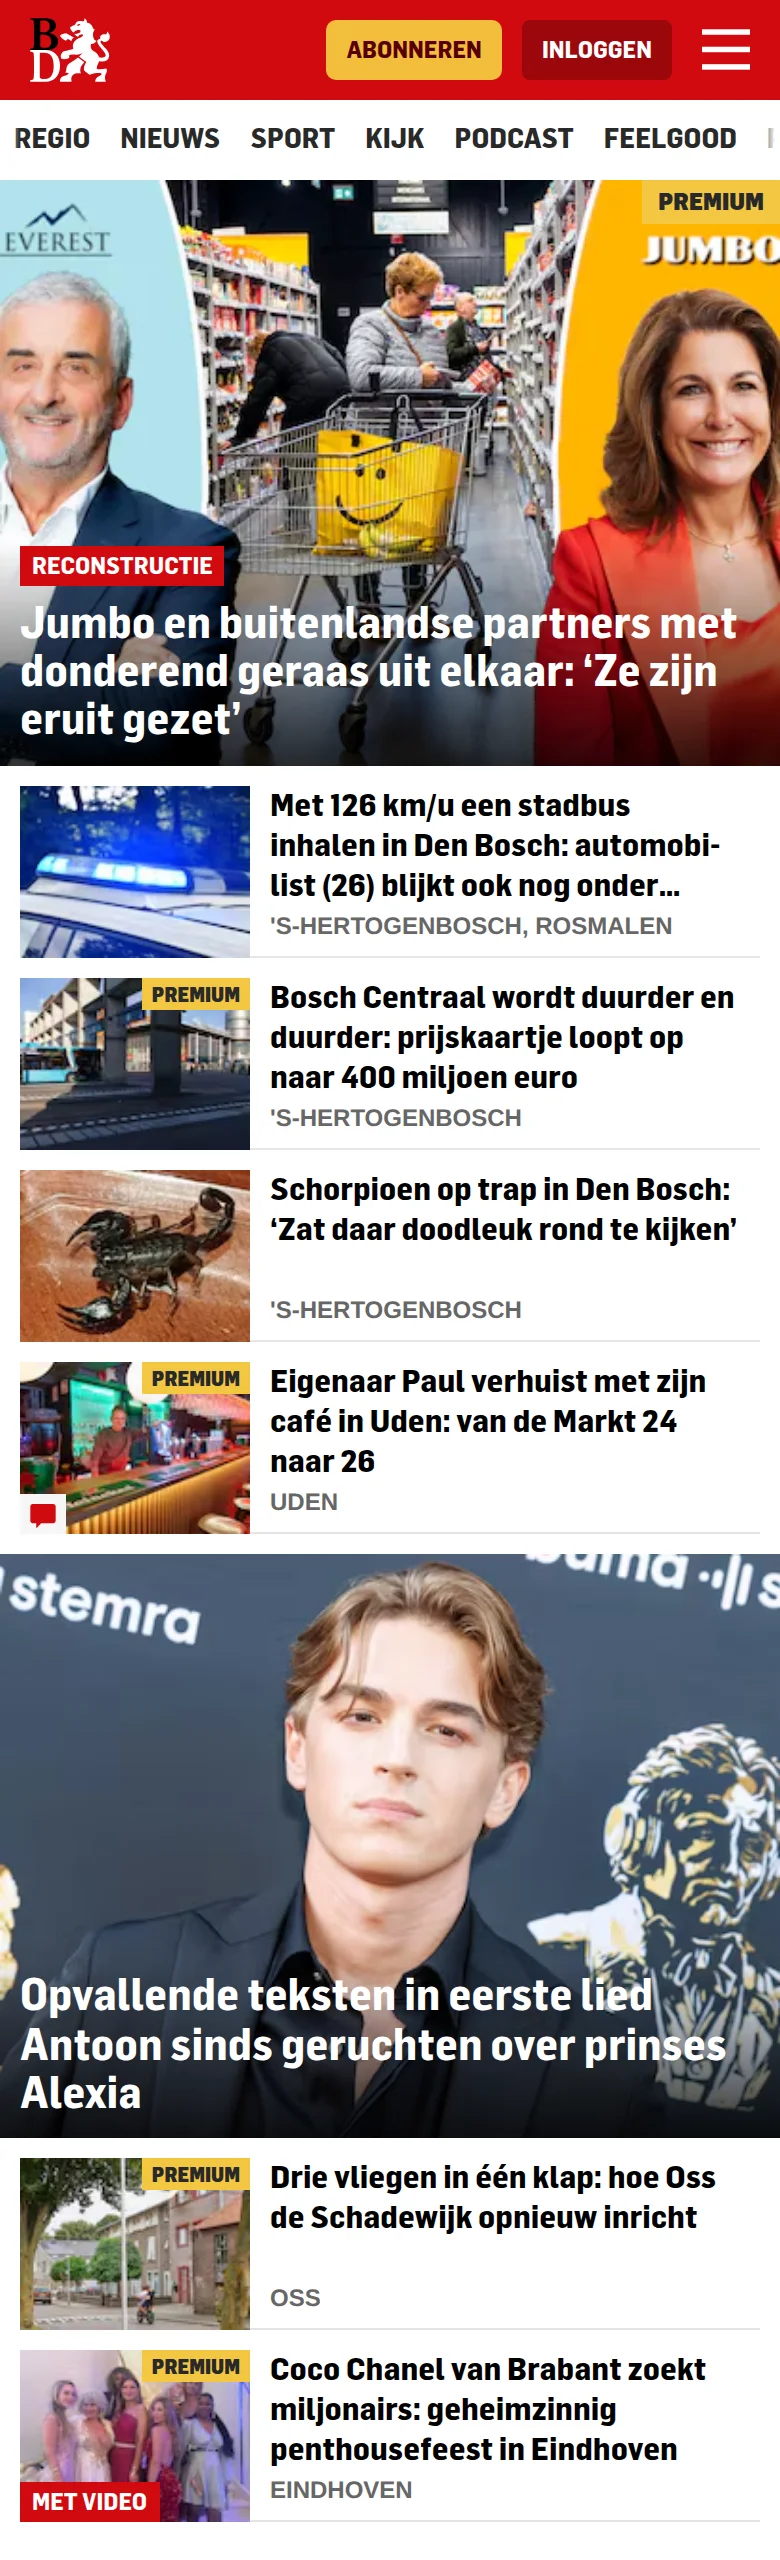 B
D
ABONNEREN
INLOGGEN
REGIO NIEUWS SPORT KIJK PODCAST FEELGOOD
EVEREST
PREMIUM
JUMBO
RECONSTRUCTIE
Jumbo en buitenlandse partners met
donderend geraas uit elkaar: ‘Ze zijn
eruit gezet’
Met 126 km/u een stadbus
inhalen in Den Bosch: automobi-
list (26) blijkt ook nog onder...
'S-HERTOGENBOSCH, ROSMALEN
PREMIUM
Bosch Centraal wordt duurder en
duurder: prijskaartje loopt op
naar 400 miljoen euro
'S-HERTOGENBOSCH
Schorpioen op trap in Den Bosch:
‘Zat daar doodleuk rond te kijken’
'S-HERTOGENBOSCH
PREMIUM
Eigenaar Paul verhuist met zijn
café in Uden: van de Markt 24
naar 26
UDEN
stemra
buma
Opvallende teksten in eerste lied
Antoon sinds geruchten over prinses
Alexia
PREMIUM
Drie vliegen in één klap: hoe Oss
de Schadewijk opnieuw inricht
OSS
PREMIUM
MET VIDEO
Coco Chanel van Brabant zoekt
miljonairs: geheimzinnig
penthousefeest in Eindhoven
EINDHOVEN